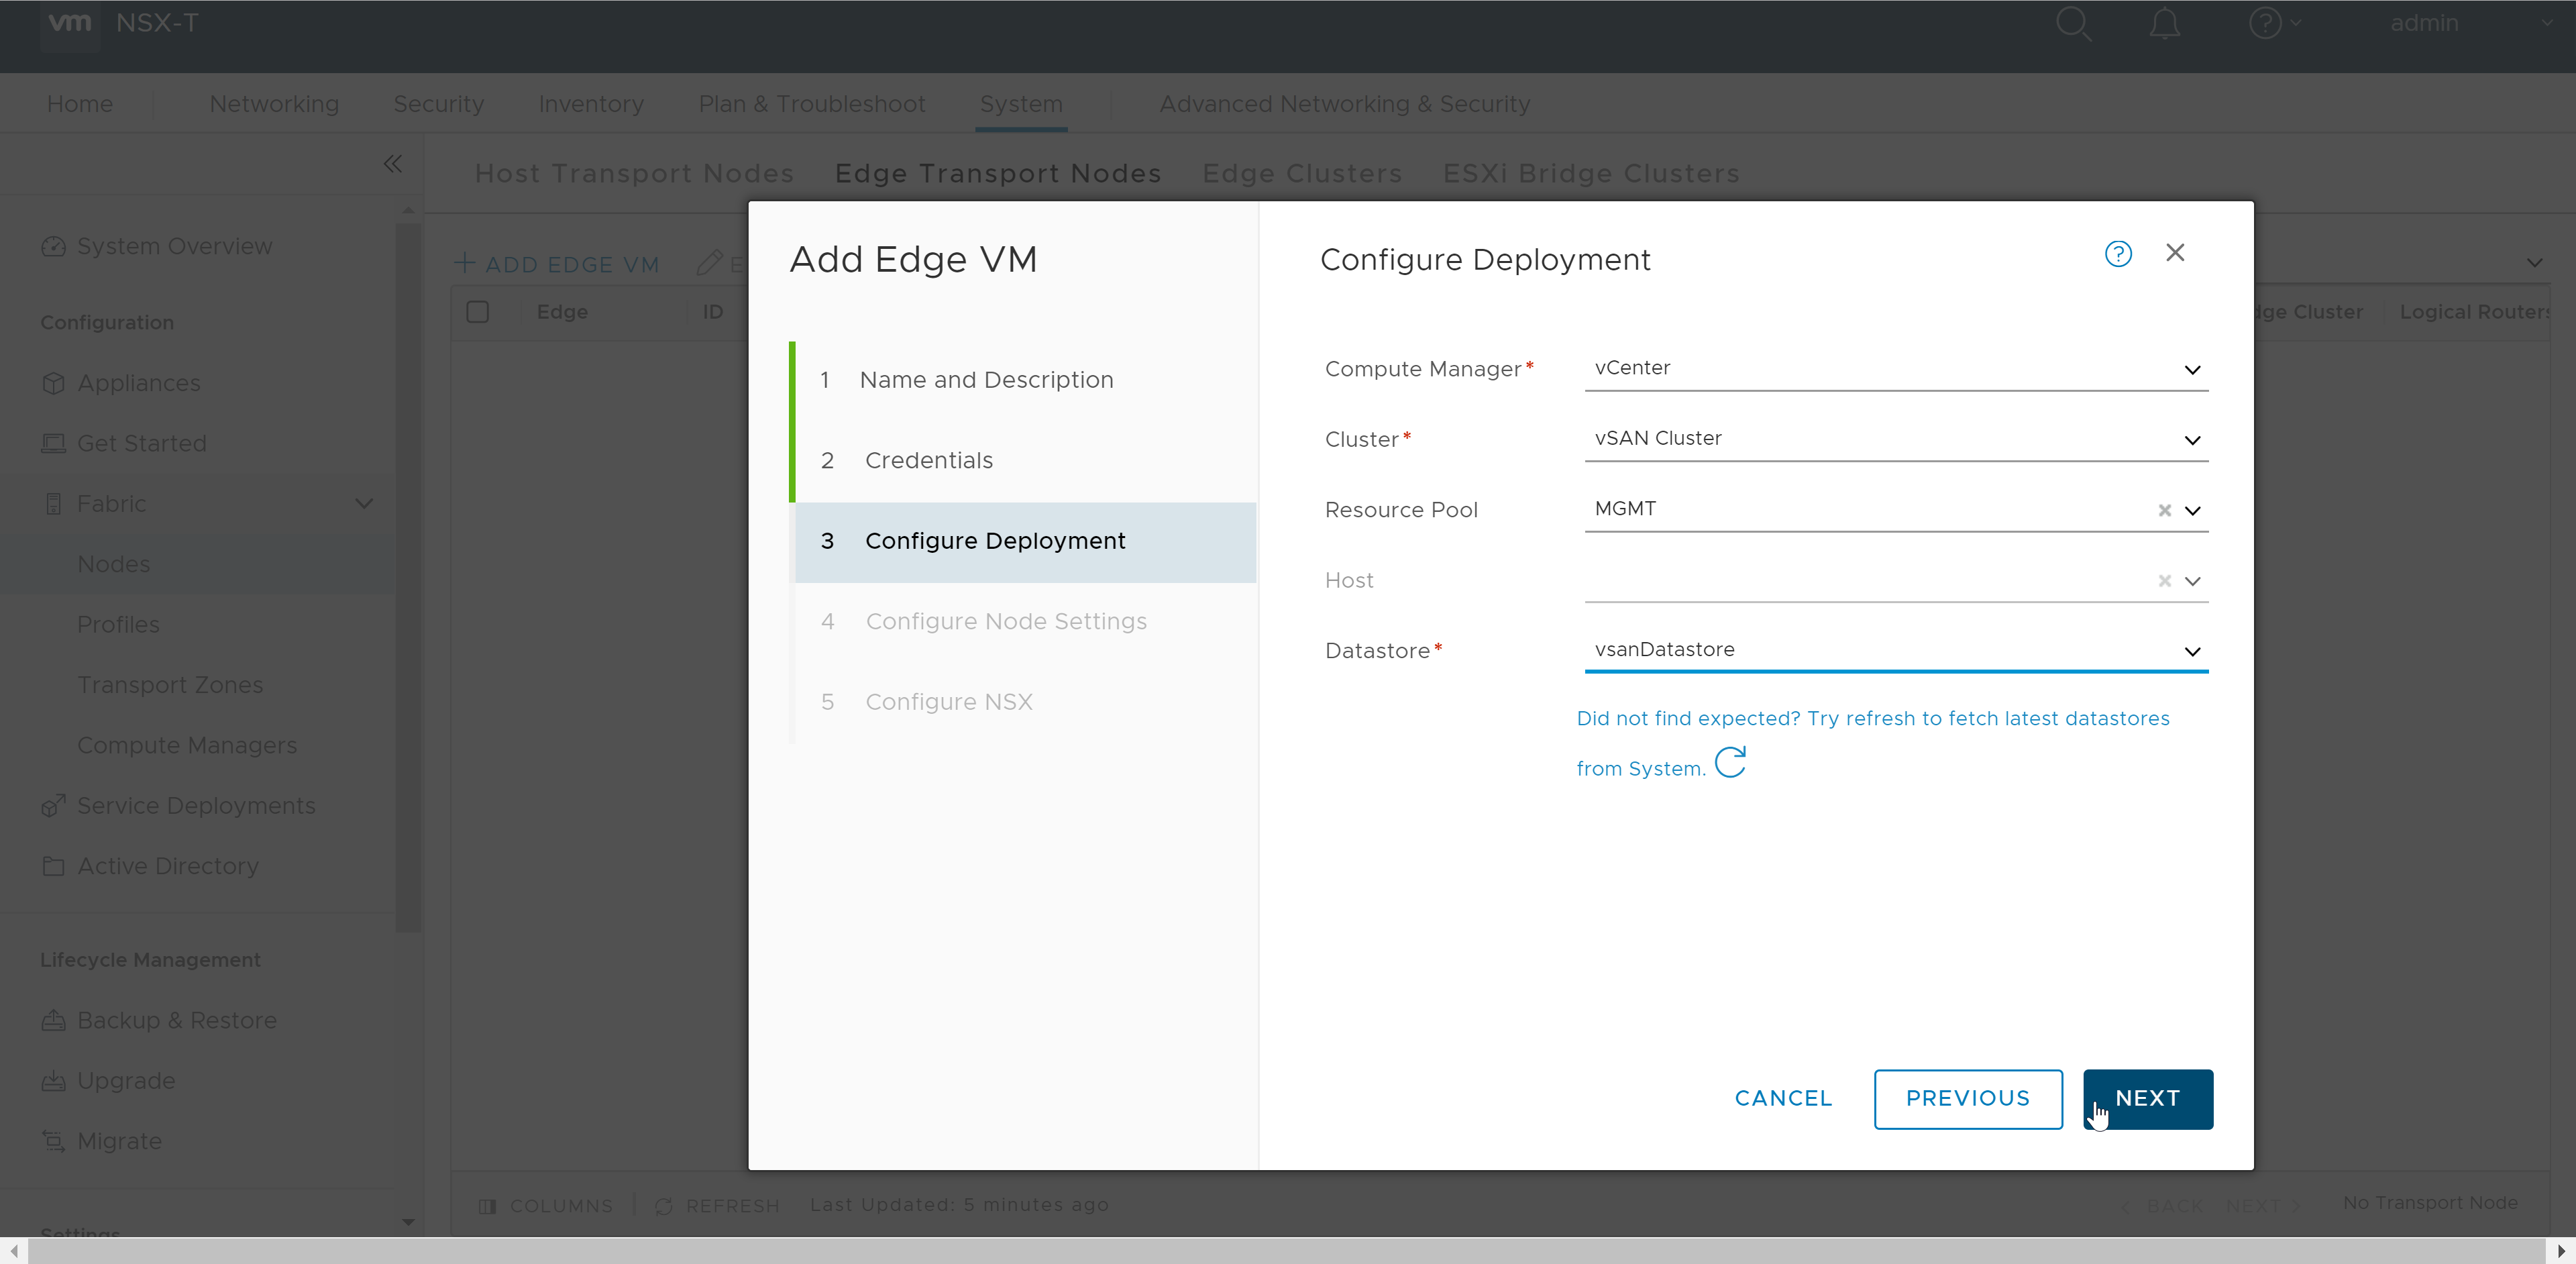 vm NSX-T
admin
Home
Networking
Security
Inventory
Plan & Troubleshoot
System
Advanced Networking & Security
Host Transport Nodes
Edge Transport Nodes
Edge Clusters
ESXi Bridge Clusters
System Overview
Configuration
Appliances
Get Started
Fabric
Nodes
Profiles
Transport Zones
Compute Managers
Service Deployments
Active Directory
Lifecycle Management
Backup & Restore
Upgrade
Migrate
Settings
+ ADD EDGE VM
E
Edge
ID
dge Cluster
Logical Routers
Add Edge VM
1 Name and Description
2 Credentials
3 Configure Deployment
4 Configure Node Settings
5 Configure NSX
Configure Deployment
?
Compute Manager* vCenter
Cluster* vSAN Cluster
Resource Pool MGMT
Host
Datastore* vsanDatastore
Did not find expected? Try refresh to fetch latest datastores
from System.
CANCEL
PREVIOUS
NEXT
COLUMNS
REFRESH
Last Updated: 5 minutes ago
BACK
NEXT
No Transport Node